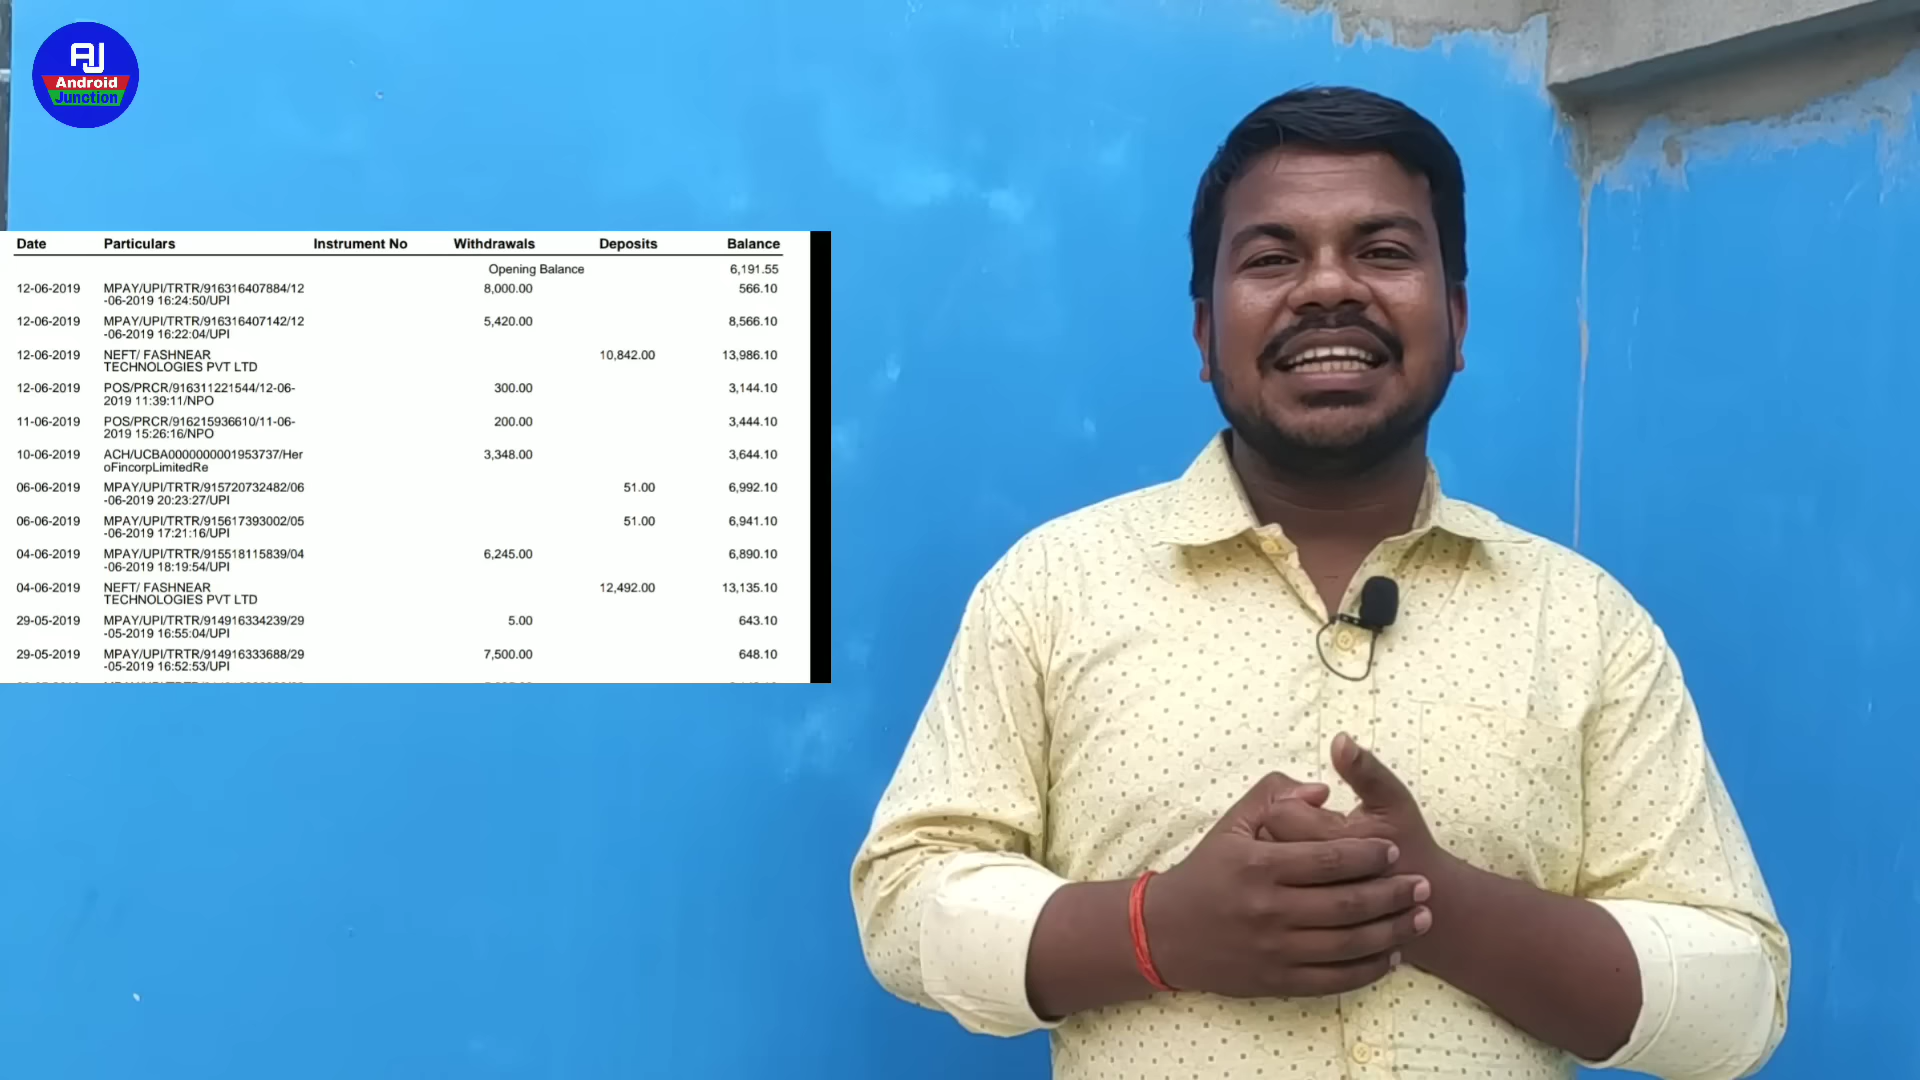 AJ
Android
Junction
Date Particulars Instrument No Withdrawals Deposits Balance
Opening Balance 6,191.55
12-06-2019 MPAY/UPI/TRTR/916316407884/12 8,000.00 566.10
-06-2019 16:24:50/UPI
12-06-2019 MPAY/UPI/TRTR/916316407142/12 5,420.00 8,566.10
-06-2019 16:22:04/UPI
12-06-2019 NEFT/ FASHNEAR 10,842.00 13,986.10
TECHNOLOGIES PVT LTD
12-06-2019 POS/PRCR/916311221544/12-06- 300.00 3,144.10
2019 11:39:11/NPO
11-06-2019 POS/PRCR/916215936610/11-06- 200.00 3,444.10
2019 15:26:16/NPO
10-06-2019 ACH/UCBA0000000001953737/Her 3,348.00 3,644.10
oFincorpLimitedRe
06-06-2019 MPAY/UPI/TRTR/915720732482/06 51.00 6,992.10
-06-2019 20:23:27/UPI
06-06-2019 MPAY/UPI/TRTR/915617393002/05 51.00 6,941.10
-06-2019 17:21:16/UPI
04-06-2019 MPAY/UPI/TRTR/915518115839/04 6,245.00 6,890.10
-06-2019 18:19:54/UPI
04-06-2019 NEFT/ FASHNEAR 12,492.00 13,135.10
TECHNOLOGIES PVT LTD
29-05-2019 MPAY/UPI/TRTR/914916334239/29 5.00 643.10
-05-2019 16:55:04/UPI
29-05-2019 MPAY/UPI/TRTR/914916333688/29 7,500.00 648.10
-05-2019 16:52:53/UPI